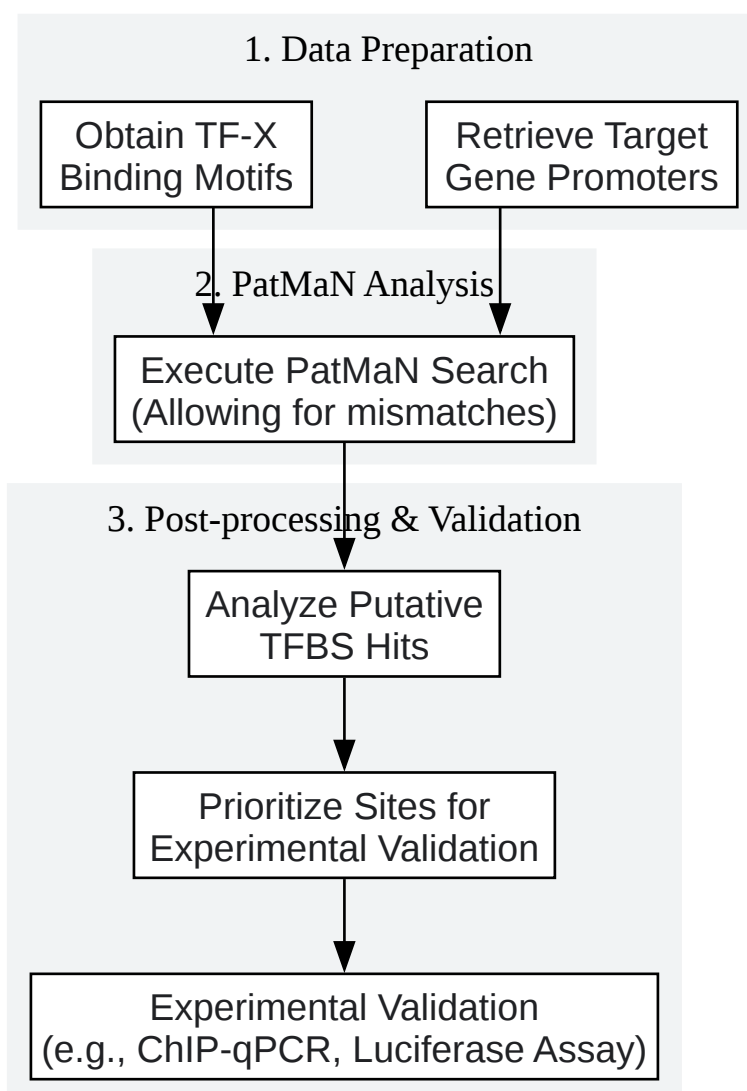 1. Data Preparation
Obtain TF-X
Binding Motifs
Retrieve Target
Gene Promoters
2. PatMaN Analysis
Execute PatMaN Search
(Allowing for mismatches)
3. Post-processing & Validation
Analyze Putative
TFBS Hits
Prioritize Sites for
Experimental Validation
Experimental Validation
(e.g., ChIP-qPCR, Luciferase Assay)